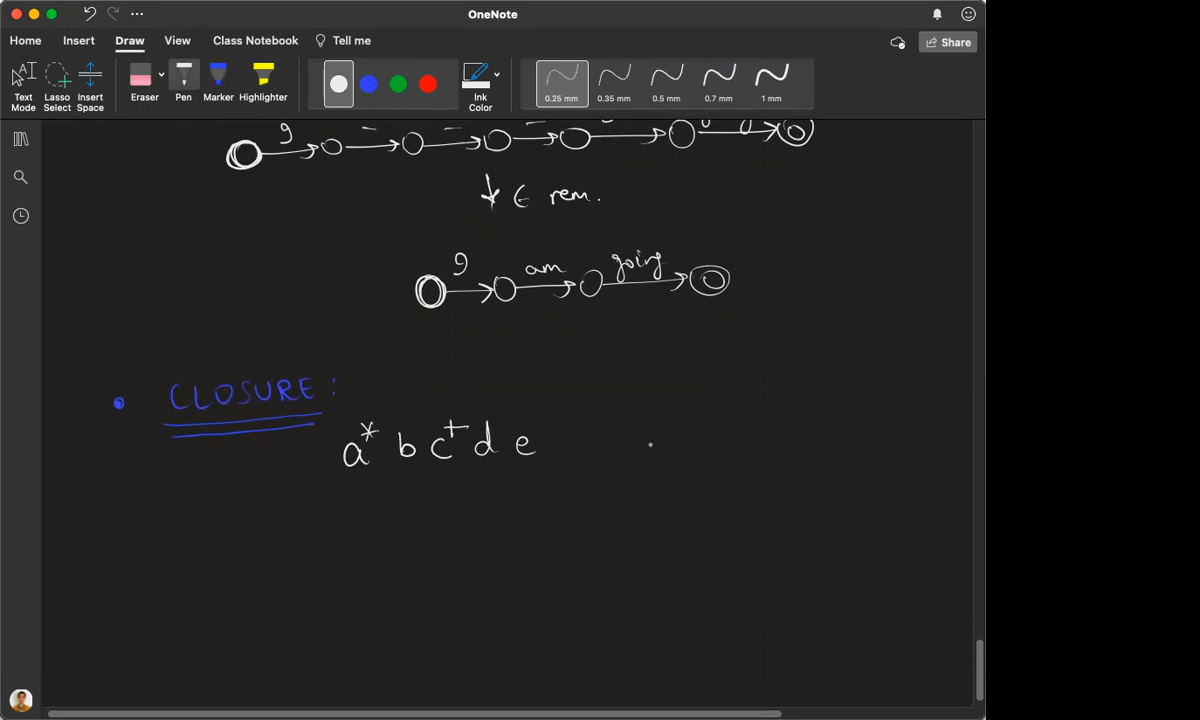 OneNote
Home Insert Draw View Class Notebook Tell me Share
Text Mode Lasso Select Insert Space Eraser Pen Marker Highlighter Ink Color 0.25 mm 0.35 mm 0.5 mm 0.7 mm 1 mm
g
↓ ∈ rem.
g am going
• CLOSURE:
a* b c+ d e